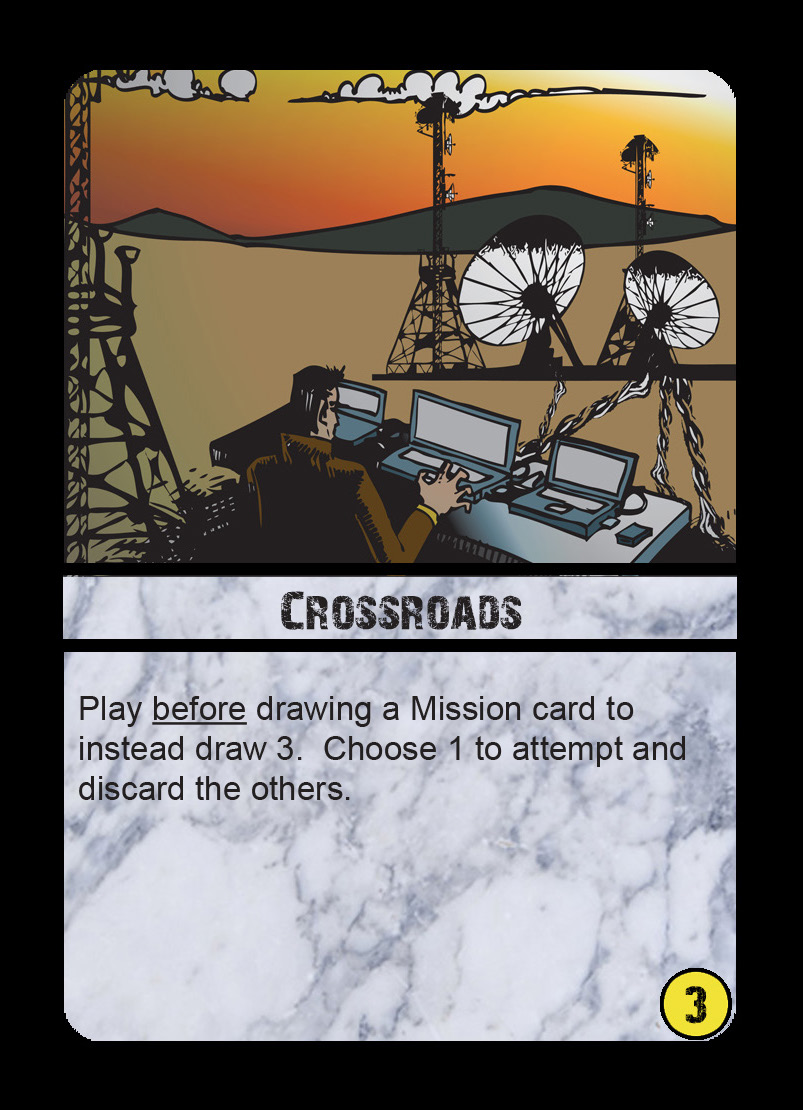 CROSSROADS
Play before drawing a Mission card to
instead draw 3.  Choose 1 to attempt and
discard the others.
3